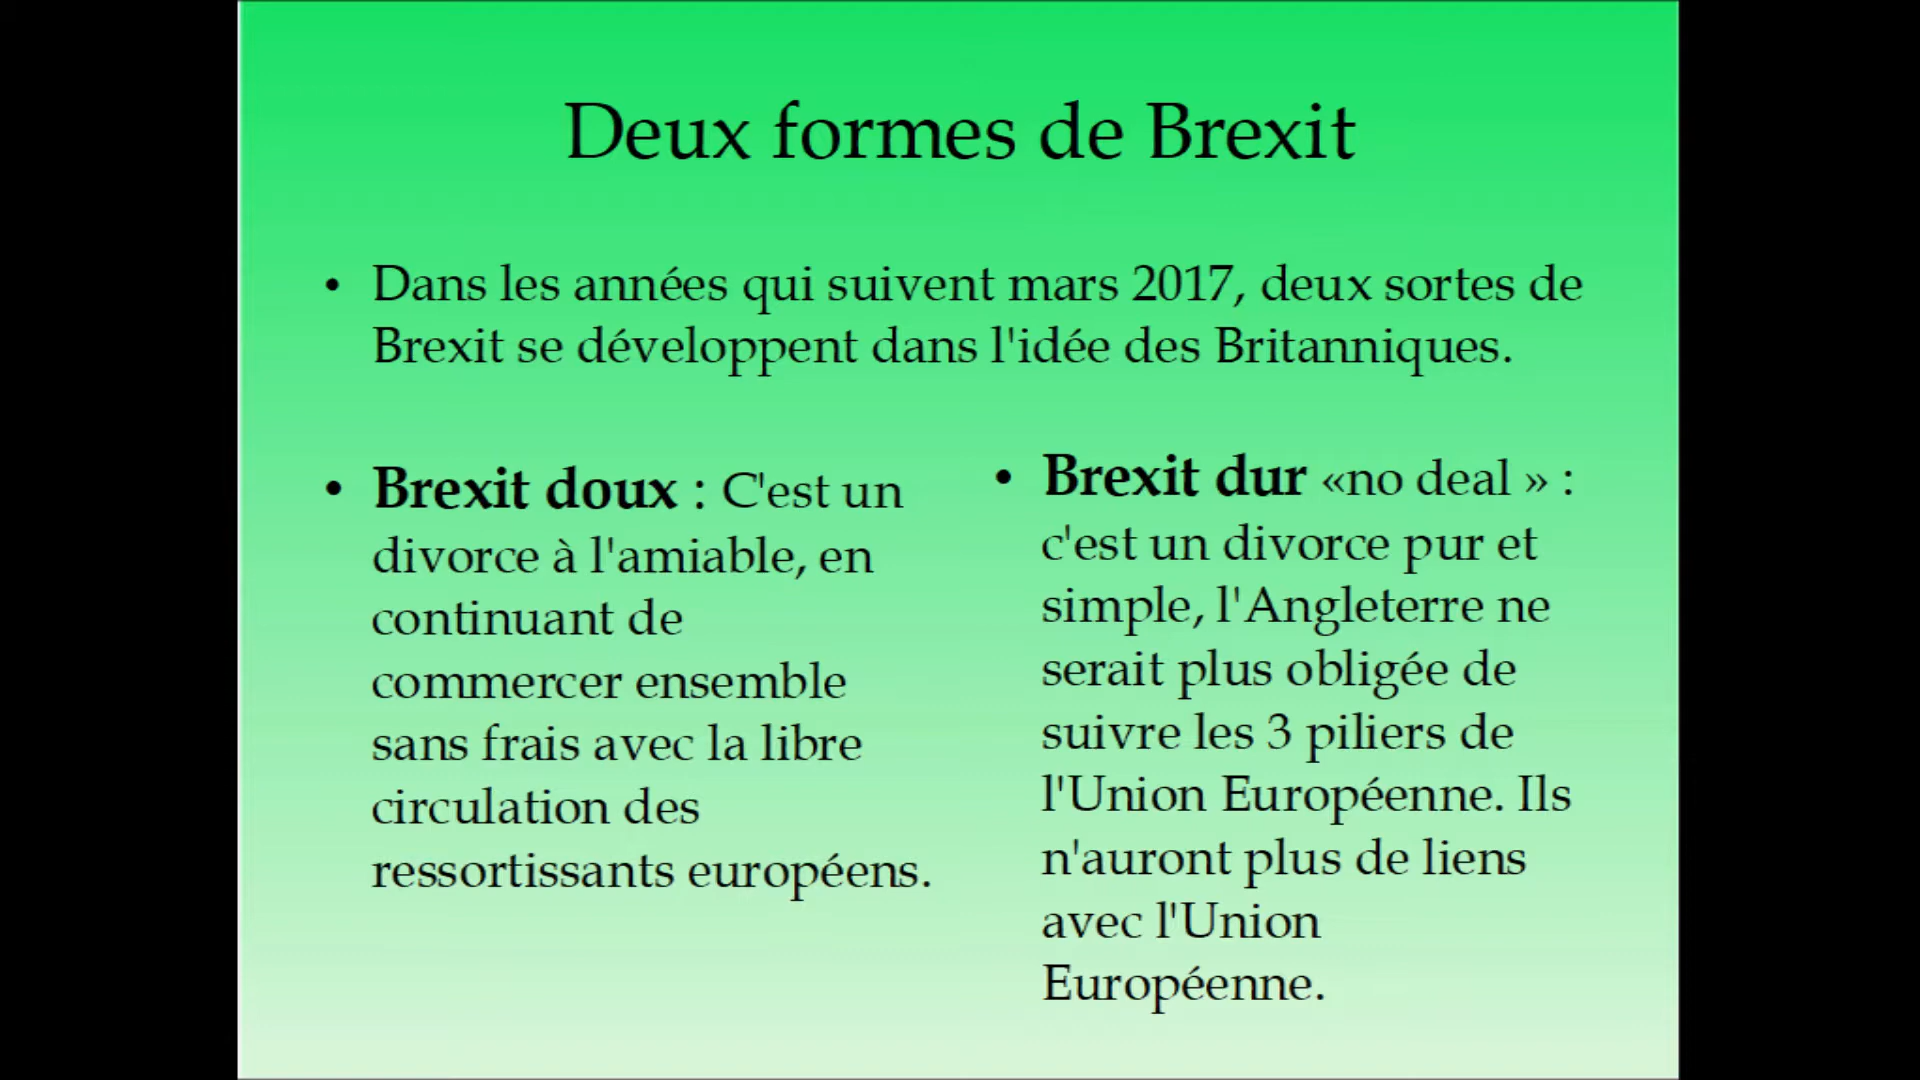 Deux formes de Brexit
• Dans les années qui suivent mars 2017, deux sortes de
Brexit se développent dans l'idée des Britanniques.
• Brexit doux : C'est un
divorce à l'amiable, en
continuant de
commercer ensemble
sans frais avec la libre
circulation des
ressortissants européens.
• Brexit dur «no deal » :
c'est un divorce pur et
simple, l'Angleterre ne
serait plus obligée de
suivre les 3 piliers de
l'Union Européenne. Ils
n'auront plus de liens
avec l'Union
Européenne.